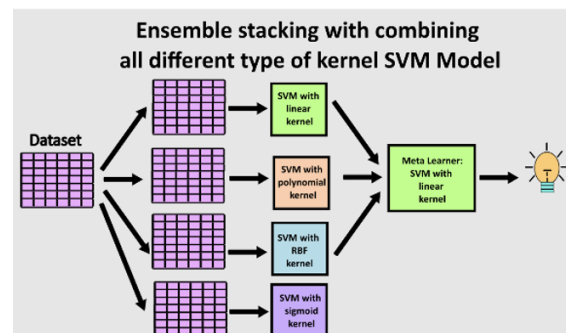 Ensemble stacking with combining
all different type of kernel SVM Model
Dataset
SVM with
linear
kernel
SVM with
polynomial
kernel
SVM with
RBF
kernel
SVM with
sigmoid
kernel
Meta Learner:
SVM with
linear
kernel